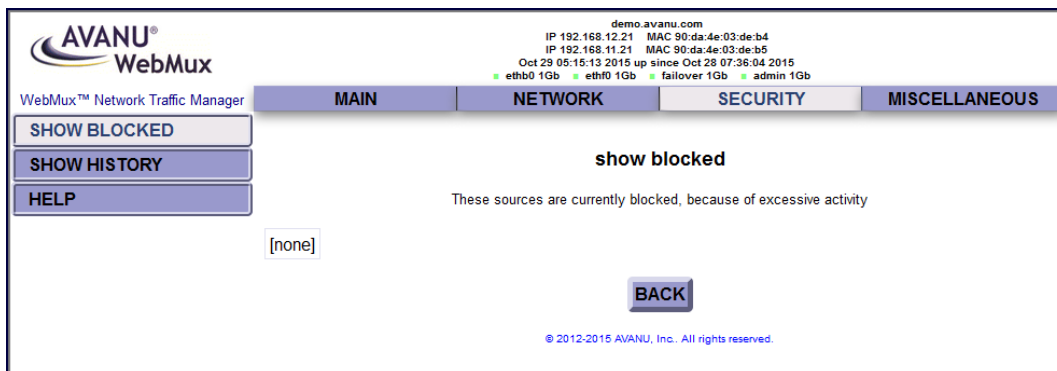 AVANU®
WebMux
demo.avanu.com
IP 192.168.12.21 MAC 90:da:4e:03:de:b4
IP 192.168.11.21 MAC 90:da:4e:03:de:b5
Oct 29 05:15:13 2015 up since Oct 28 07:36:04 2015
ethb0 1Gb ethf0 1Gb failover 1Gb admin 1Gb
WebMux™ Network Traffic Manager
MAIN NETWORK SECURITY MISCELLANEOUS
SHOW BLOCKED
SHOW HISTORY
HELP
show blocked
These sources are currently blocked, because of excessive activity
[none]
BACK
© 2012-2015 AVANU, Inc.. All rights reserved.